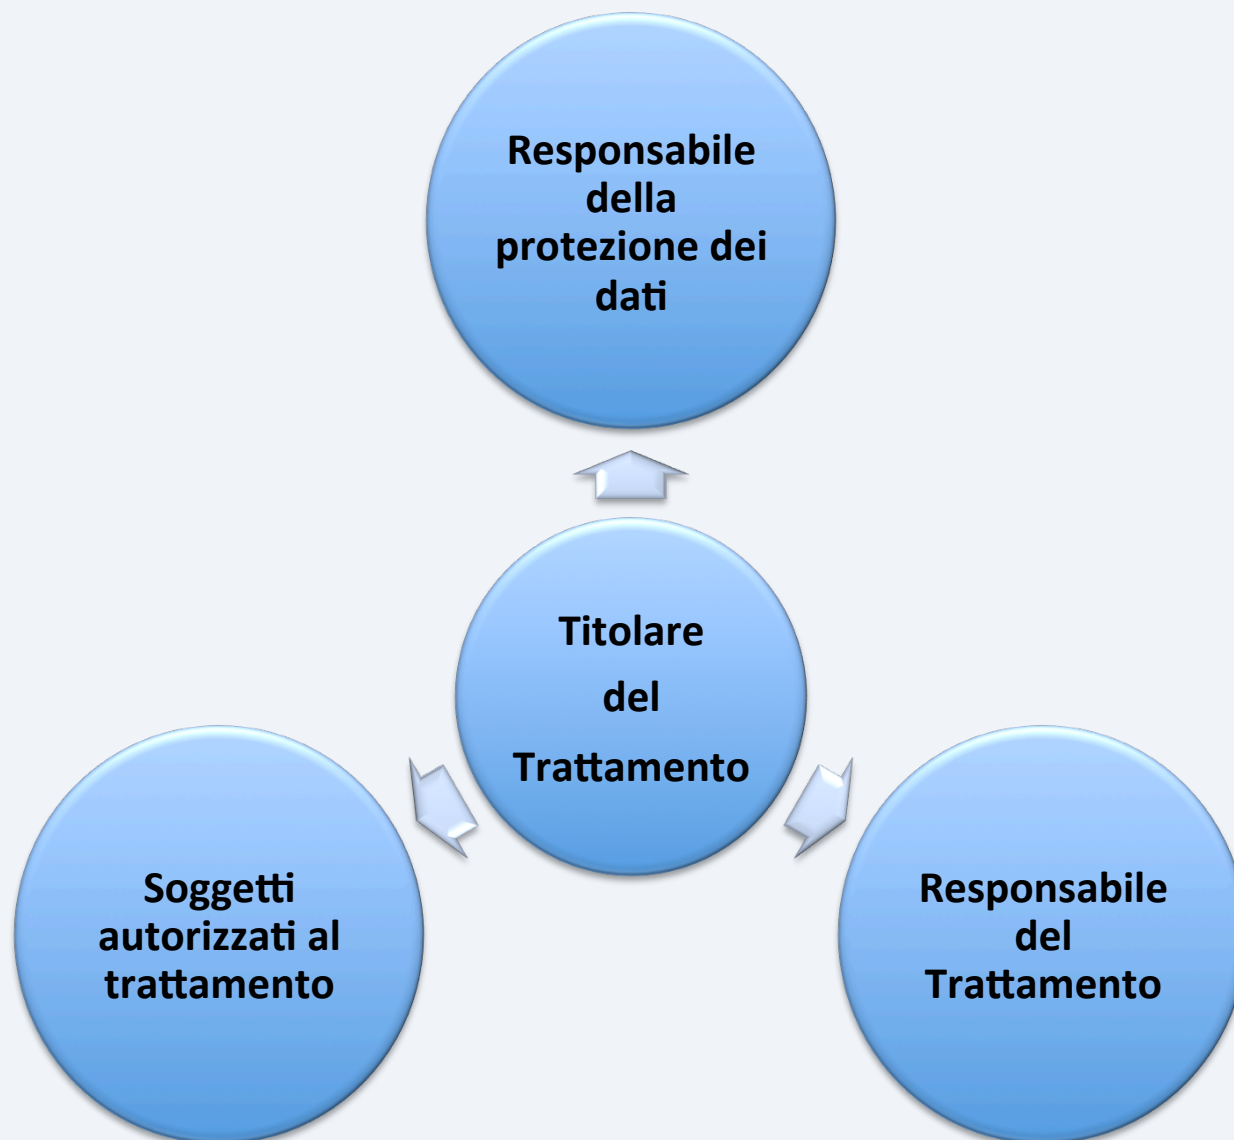 Responsabile
della
protezione dei
dati
Titolare
del
Trattamento
Soggetti
autorizzati al
trattamento
Responsabile
del
Trattamento